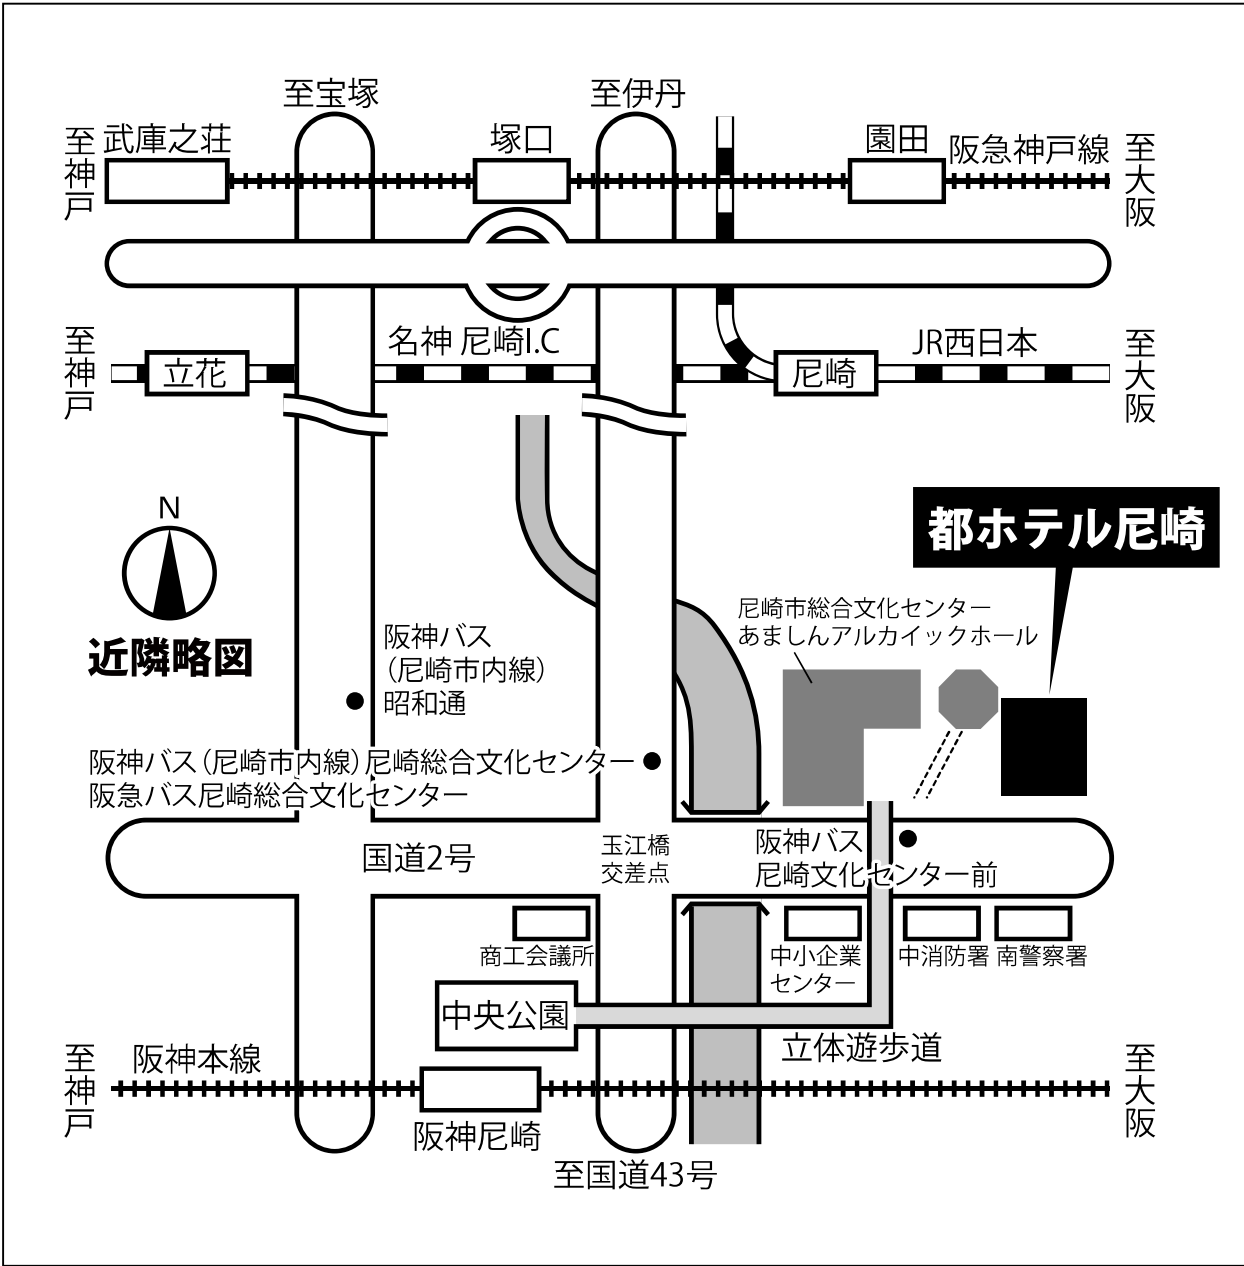 至宝塚
至伊丹
至神戸
武庫之荘
塚口
園田
阪急神戸線
至大阪
至神戸
名神 尼崎I.C
JR西日本
至大阪
立花
尼崎
N
近隣略図
都ホテル尼崎
尼崎市総合文化センター
あましんアルカイックホール
阪神バス
(尼崎市内線)
昭和通
阪神バス(尼崎市内線)尼崎総合文化センター
阪急バス尼崎総合文化センター
国道2号
玉江橋
交差点
阪神バス
尼崎文化センター前
商工会議所
中小企業
センター
中消防署
南警察署
中央公園
立体遊歩道
至神戸
阪神本線
至大阪
阪神尼崎
至国道43号